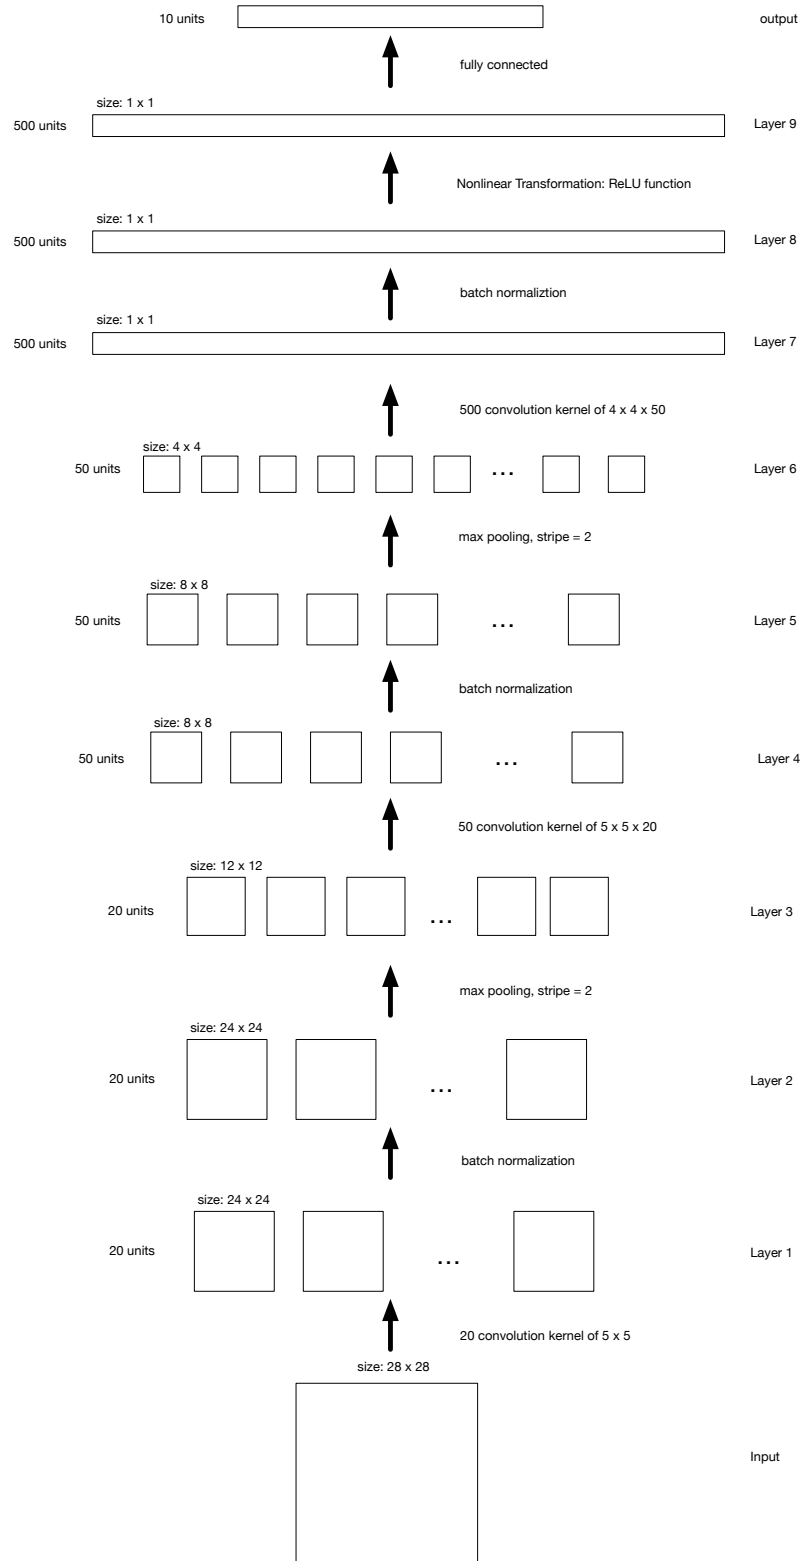 10 units
output
fully connected
size: 1 x 1
500 units
Layer 9
Nonlinear Transformation: ReLU function
size: 1 x 1
500 units
Layer 8
batch normaliztion
size: 1 x 1
500 units
Layer 7
500 convolution kernel of 4 x 4 x 50
size: 4 x 4
50 units
...
Layer 6
max pooling, stripe = 2
size: 8 x 8
50 units
...
Layer 5
batch normalization
size: 8 x 8
50 units
...
Layer 4
50 convolution kernel of 5 x 5 x 20
size: 12 x 12
20 units
...
Layer 3
max pooling, stripe = 2
size: 24 x 24
20 units
...
Layer 2
batch normalization
size: 24 x 24
20 units
...
Layer 1
20 convolution kernel of 5 x 5
size: 28 x 28
Input